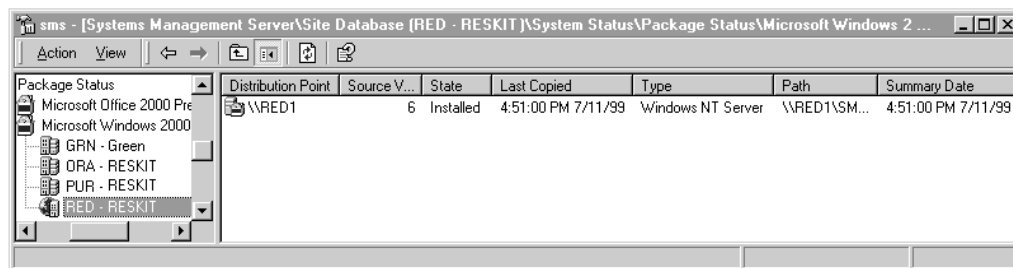 sms - [Systems Management Server\Site Database (RED - RESKIT)\System Status\Package Status\Microsoft Windows 2 ...
Action View
Package Status
Microsoft Office 2000 Pre
Microsoft Windows 2000
GRN - Green
ORA - RESKIT
PUR - RESKIT
RED - RESKIT
Distribution Point Source V... State Last Copied Type Path Summary Date
\\RED1 6 Installed 4:51:00 PM 7/11/99 Windows NT Server \\RED1\SM... 4:51:00 PM 7/11/99